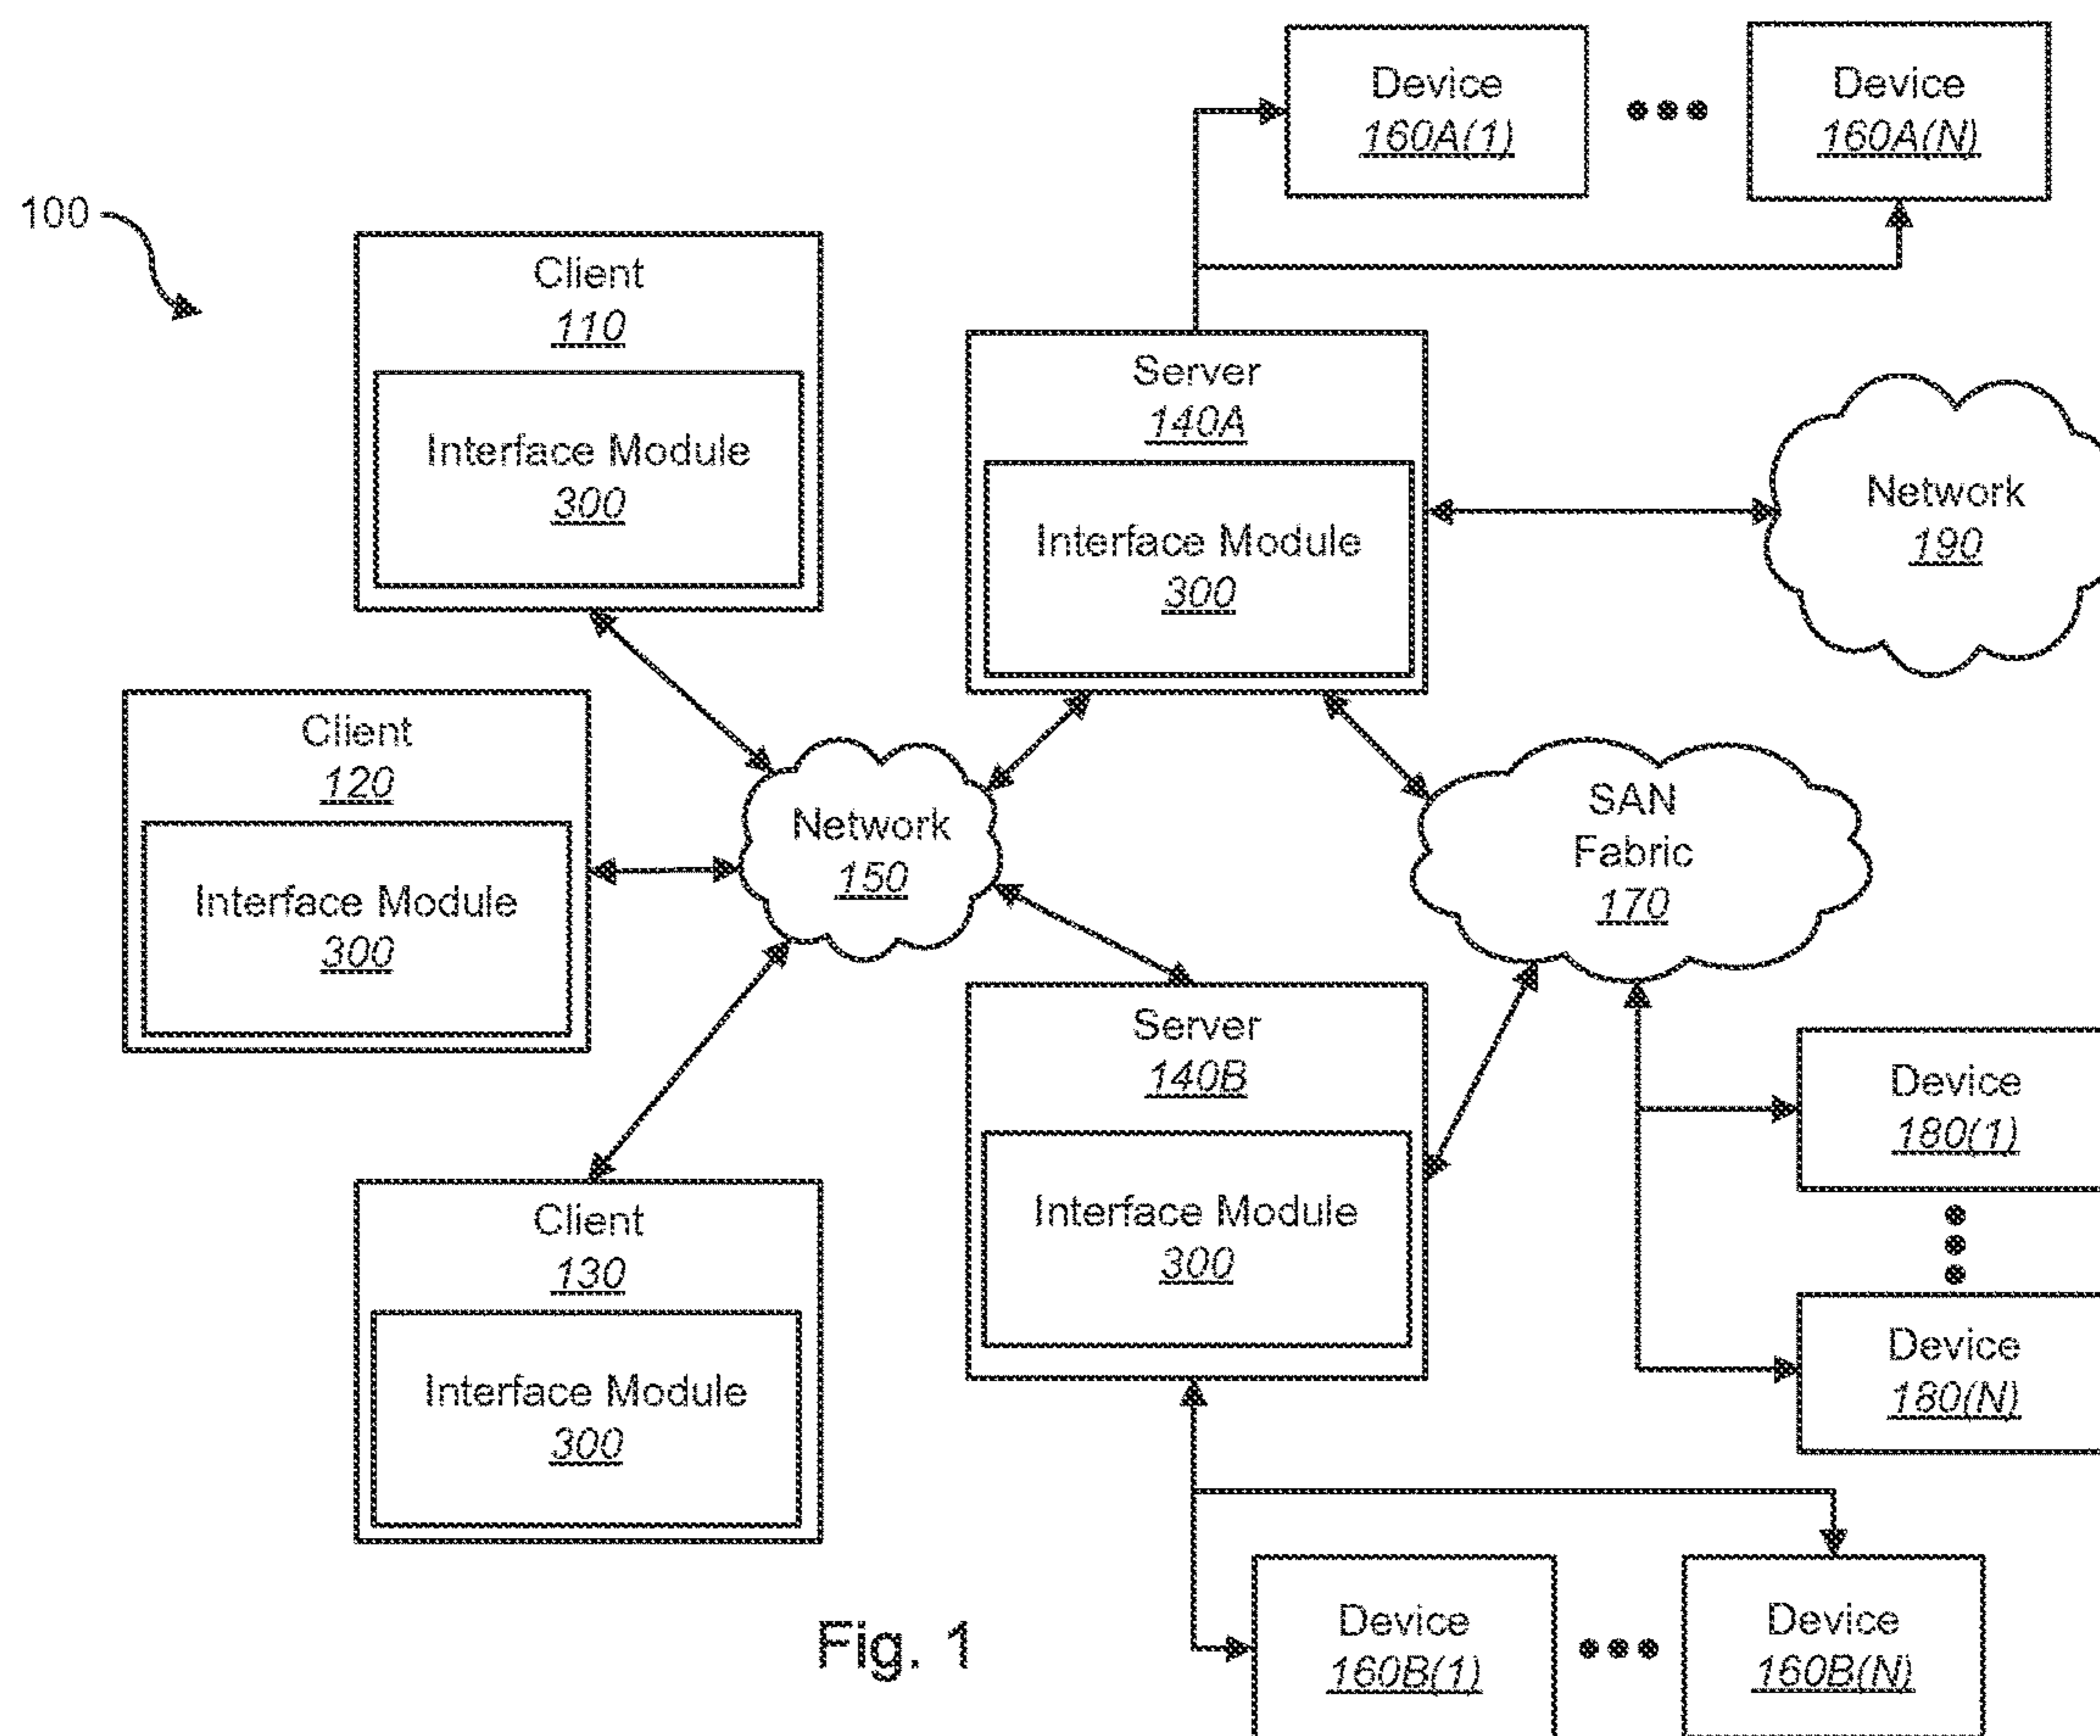 Device
160A(1)
Device
160A(N)
100
Client
110
Interface Module
300
Server
140A
Interface Module
300
Network
190
Client
120
Interface Module
300
Network
150
SAN
Fabric
170
Server
140B
Interface Module
300
Device
180(1)
Device
180(N)
Client
130
Interface Module
300
Device
160B(1)
Device
160B(N)
Fig. 1